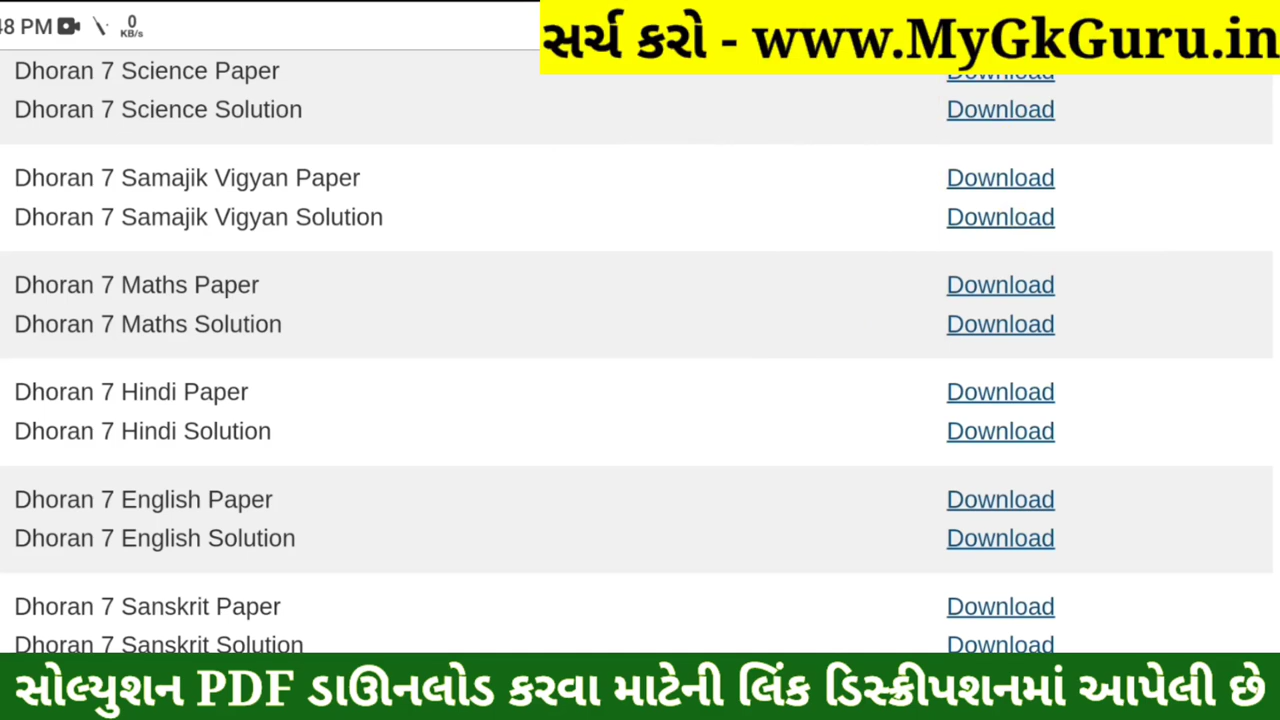 48 PM 0 KB/s
સર્ચ કરો - www.MyGkGuru.in
Dhoran 7 Science Paper Download
Dhoran 7 Science Solution Download
Dhoran 7 Samajik Vigyan Paper Download
Dhoran 7 Samajik Vigyan Solution Download
Dhoran 7 Maths Paper Download
Dhoran 7 Maths Solution Download
Dhoran 7 Hindi Paper Download
Dhoran 7 Hindi Solution Download
Dhoran 7 English Paper Download
Dhoran 7 English Solution Download
Dhoran 7 Sanskrit Paper Download
Dhoran 7 Sanskrit Solution Download
સોલ્યુશન PDF ડાઊનલોડ કરવા માટેની લિંક ડિસ્ક્રીપશનમાં આપેલી છે